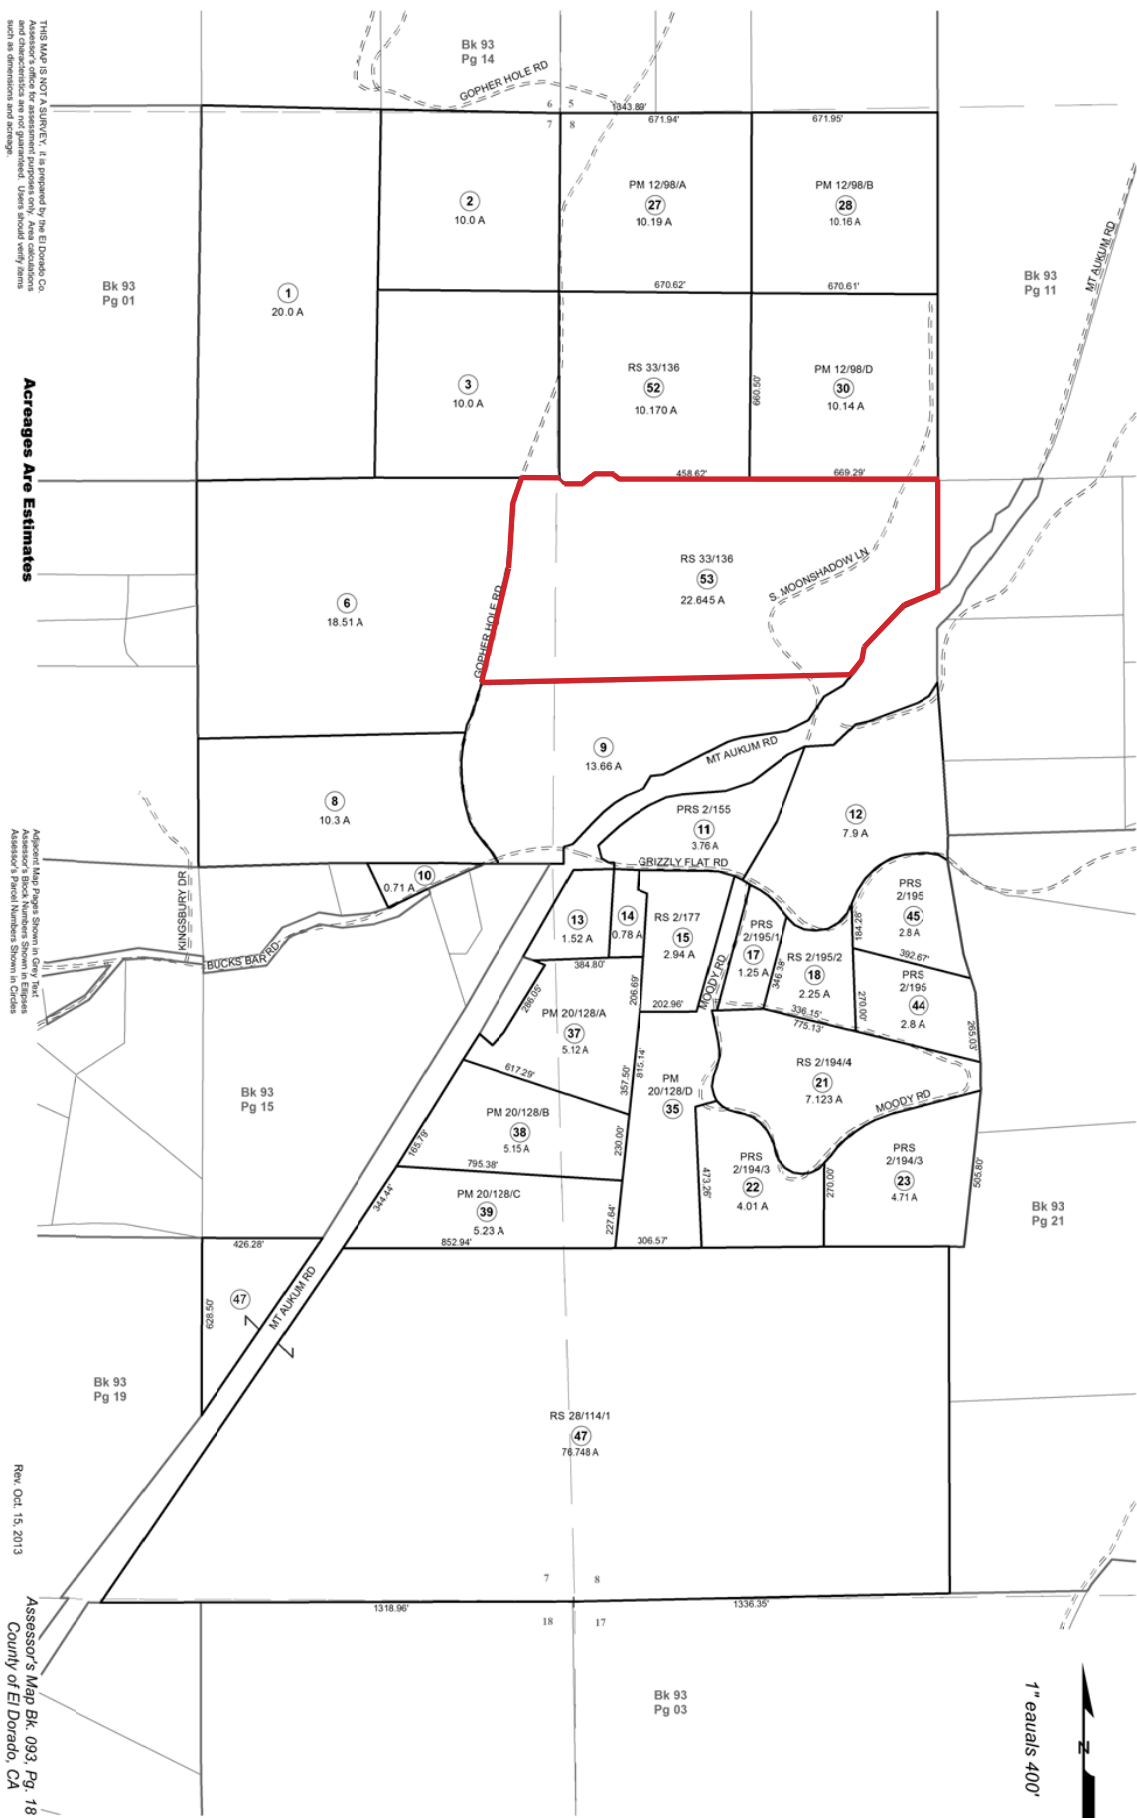 THIS MAP IS NOT A SURVEY. It is prepared by the El Dorado Co.
Assessor's office for assessment purposes only. Area calculations
and characteristics are not guaranteed. Users should verify items
such as dimensions and acreage.
Acreages Are Estimates
Adjacent Map Pages Shown in Grey Text
Assessor's Block Numbers Shown in Ellipses
Assessor's Parcel Numbers Shown in Circles
Rev. Oct. 15, 2013
Assessor's Map Bk. 093, Pg. 18
County of El Dorado, CA
1" eauals 400'
N
Bk 93
Pg 14
GOPHER HOLE RD
6 5
7 8
1343.89'
671.94'
671.95'
2
10.0 A
PM 12/98/A
27
10.19 A
PM 12/98/B
28
10.16 A
MT AUKUM RD
Bk 93
Pg 01
1
20.0 A
670.62'
670.61'
Bk 93
Pg 11
3
10.0 A
RS 33/136
52
10.170 A
660.50'
PM 12/98/D
30
10.14 A
458.62'
669.29'
6
18.51 A
GOPHER HOLE RD
RS 33/136
53
22.645 A
S. MOONSHADOW LN
9
13.66 A
MT AUKUM RD
8
10.3 A
PRS 2/155
11
3.76 A
12
7.9 A
GRIZZLY FLAT RD
10
0.71 A
KINGSBURY DR
BUCKS BAR RD
13
1.52 A
14
0.78 A
RS 2/177
15
2.94 A
MOODY RD
PRS
2/195/1
17
1.25 A
346.38'
RS 2/195/2
18
2.25 A
184.28'
PRS
2/195
45
2.8 A
392.67'
PRS
2/195
44
2.8 A
384.80'
206.69'
202.96'
286.05'
336.15'
775.13'
270.00'
265.03'
PM 20/128/A
37
5.12 A
617.29'
357.50'
815.14'
PM
20/128/D
35
RS 2/194/4
21
7.123 A
MOODY RD
Bk 93
Pg 15
PM 20/128/B
38
5.15 A
165.79'
230.00'
795.38'
PRS
2/194/3
22
4.01 A
473.26'
270.00'
PRS
2/194/3
23
4.71 A
505.80'
344.44'
PM 20/128/C
39
5.23 A
227.64'
Bk 93
Pg 21
426.28'
852.94'
306.57'
47
628.50'
MT AUKUM RD
Bk 93
Pg 19
RS 28/114/1
47
76.748 A
7 8
18 17
1318.96'
1336.35'
Bk 93
Pg 03